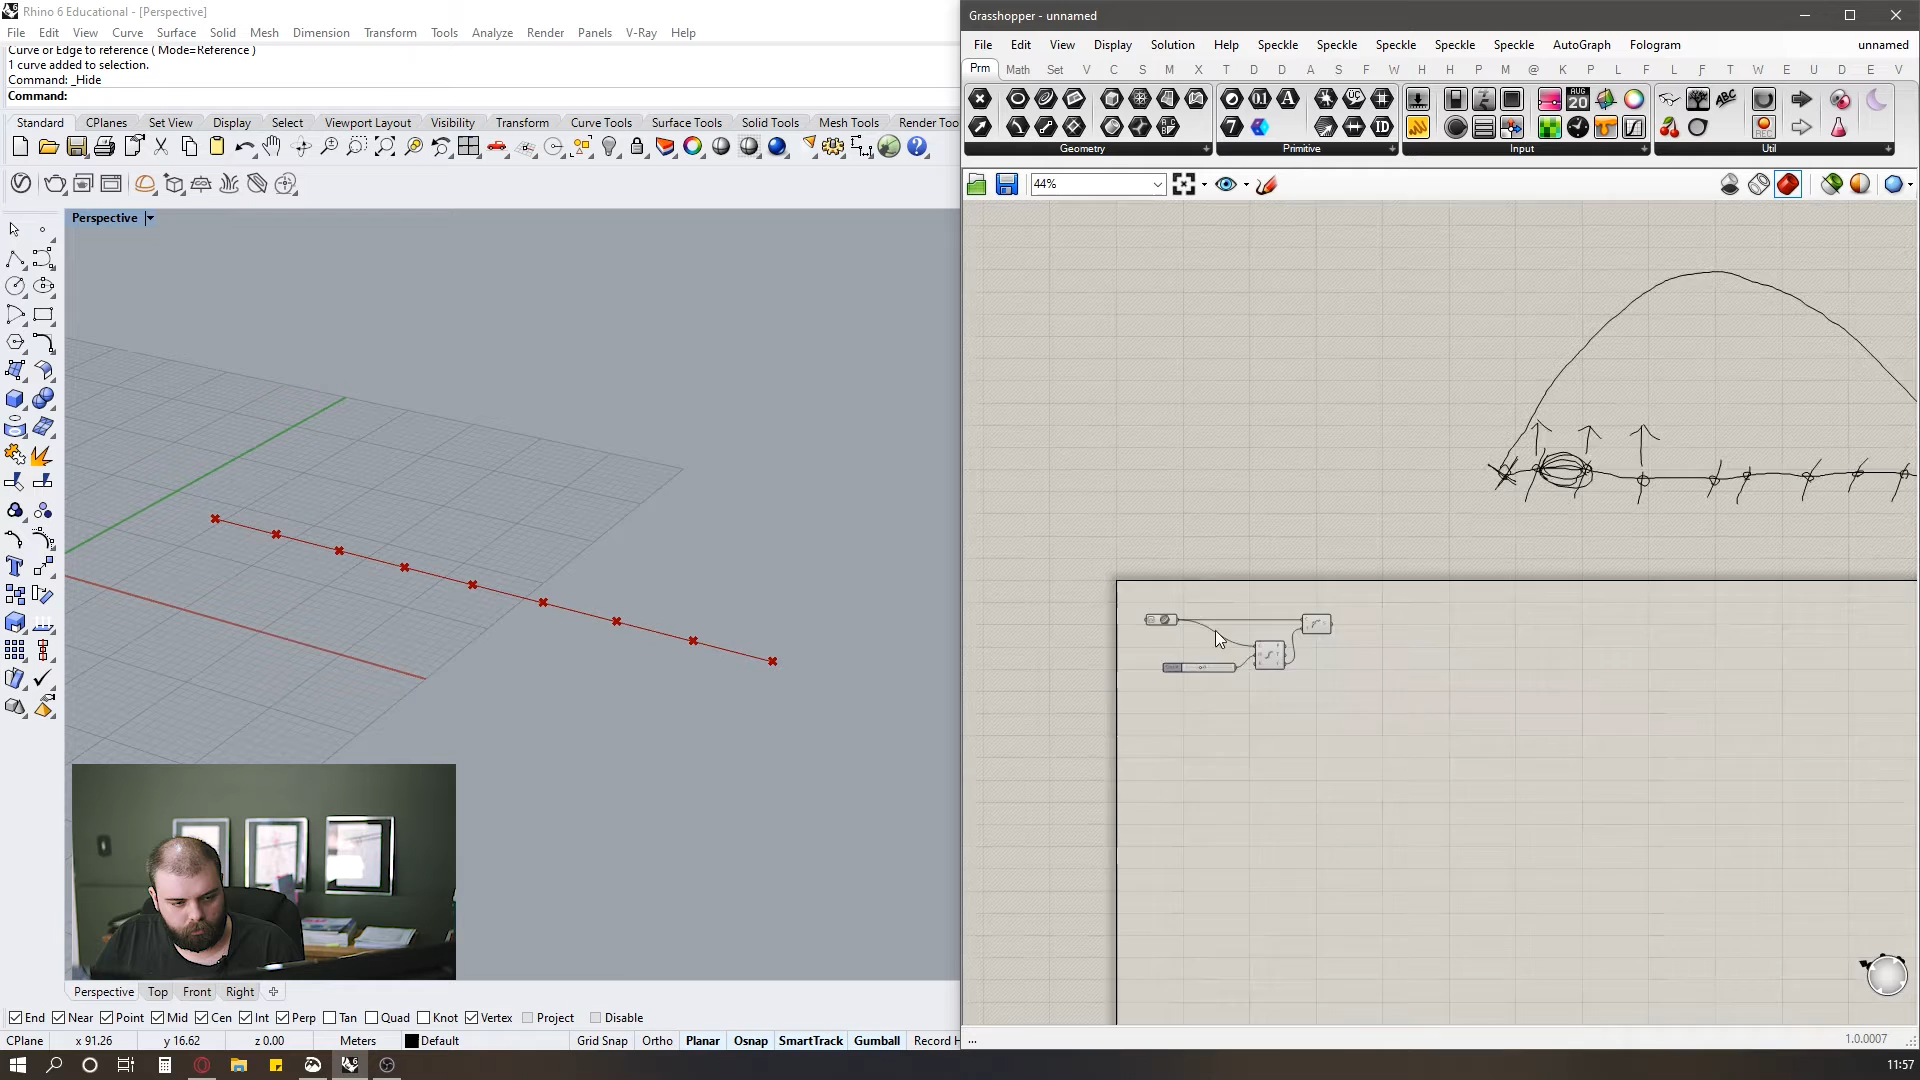 Rhino 6 Educational - [Perspective]
File Edit View Curve Surface Solid Mesh Dimension Transform Tools Analyze Render Panels V-Ray Help
Curve or Edge to reference ( Mode=Reference )
1 curve added to selection.
Command: _Hide
Command:
Standard CPlanes Set View Display Select Viewport Layout Visibility Transform Curve Tools Surface Tools Solid Tools Mesh Tools Render Too
Perspective
Perspective Top Front Right
End Near Point Mid Cen Int Perp Tan Quad Knot Vertex Project Disable
CPlane x 91.26 y 16.62 z 0.00 Meters Default Grid Snap Ortho Planar Osnap SmartTrack Gumball Record H
Grasshopper - unnamed
File Edit View Display Solution Help Speckle Speckle Speckle Speckle Speckle AutoGraph Fologram unnamed
Prm Math Set V C S M X T D D A S F W H H P M @ K P L F L F T W E U D E V
Geometry Primitive Input Util
44%
...
1.0.0007
11:57